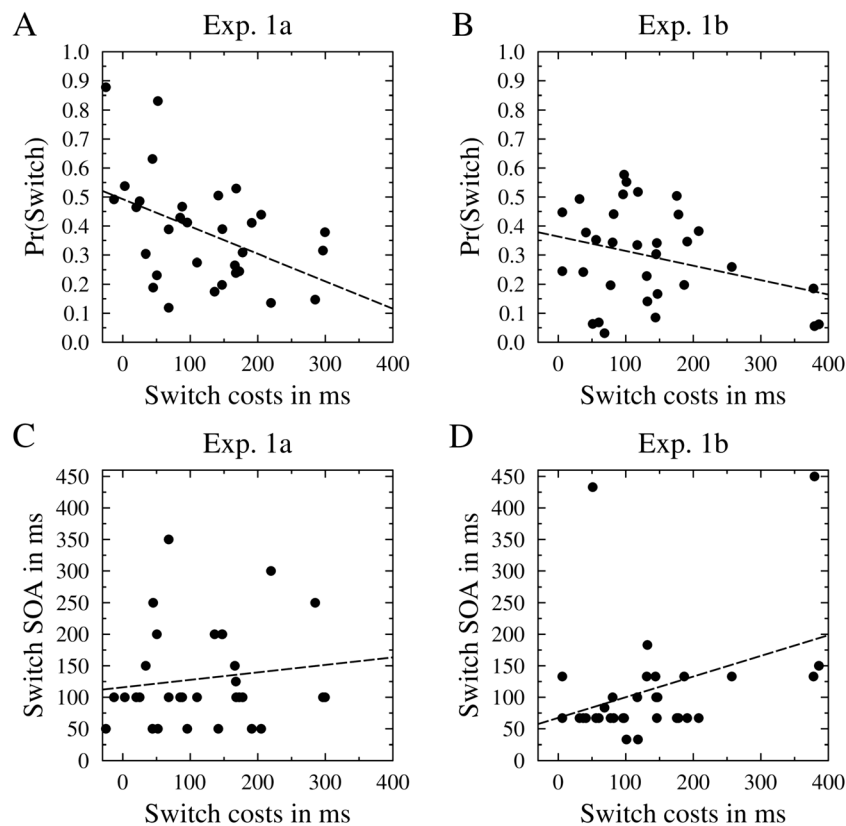 A
Exp. 1a
1.0
0.9
0.8
0.7
0.6
0.5
0.4
0.3
0.2
0.1
0.0
Pr(Switch)
0 100 200 300 400
Switch costs in ms
B
Exp. 1b
1.0
0.9
0.8
0.7
0.6
0.5
0.4
0.3
0.2
0.1
0.0
Pr(Switch)
0 100 200 300 400
Switch costs in ms
C
Exp. 1a
450
400
350
300
250
200
150
100
50
0
Switch SOA in ms
0 100 200 300 400
Switch costs in ms
D
Exp. 1b
450
400
350
300
250
200
150
100
50
0
Switch SOA in ms
0 100 200 300 400
Switch costs in ms